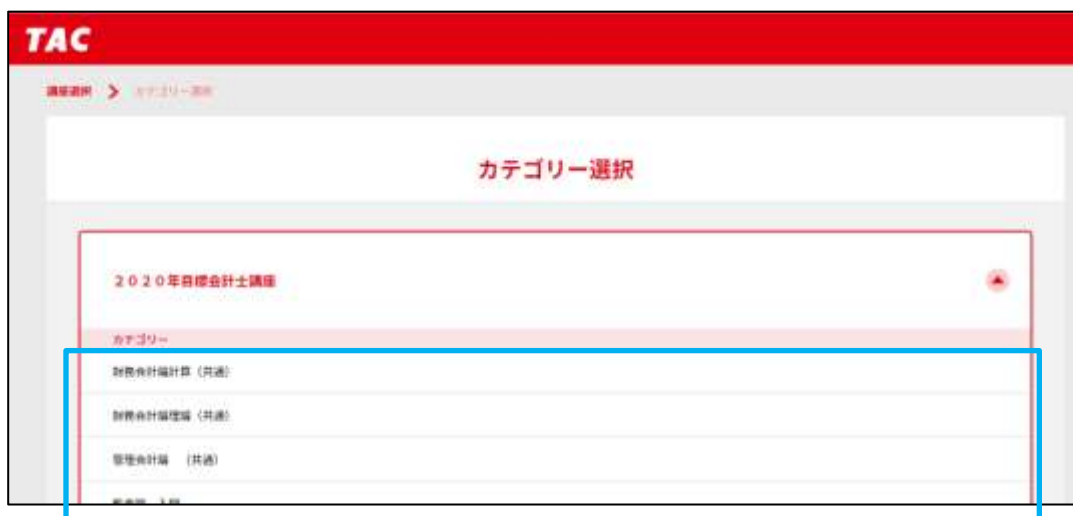 TAC
講座選択 > カテゴリー選択
カテゴリー選択
２０２０年目標会計士講座
カテゴリー
財務会計論計算（共通）
財務会計論理論（共通）
管理会計論　（共通）